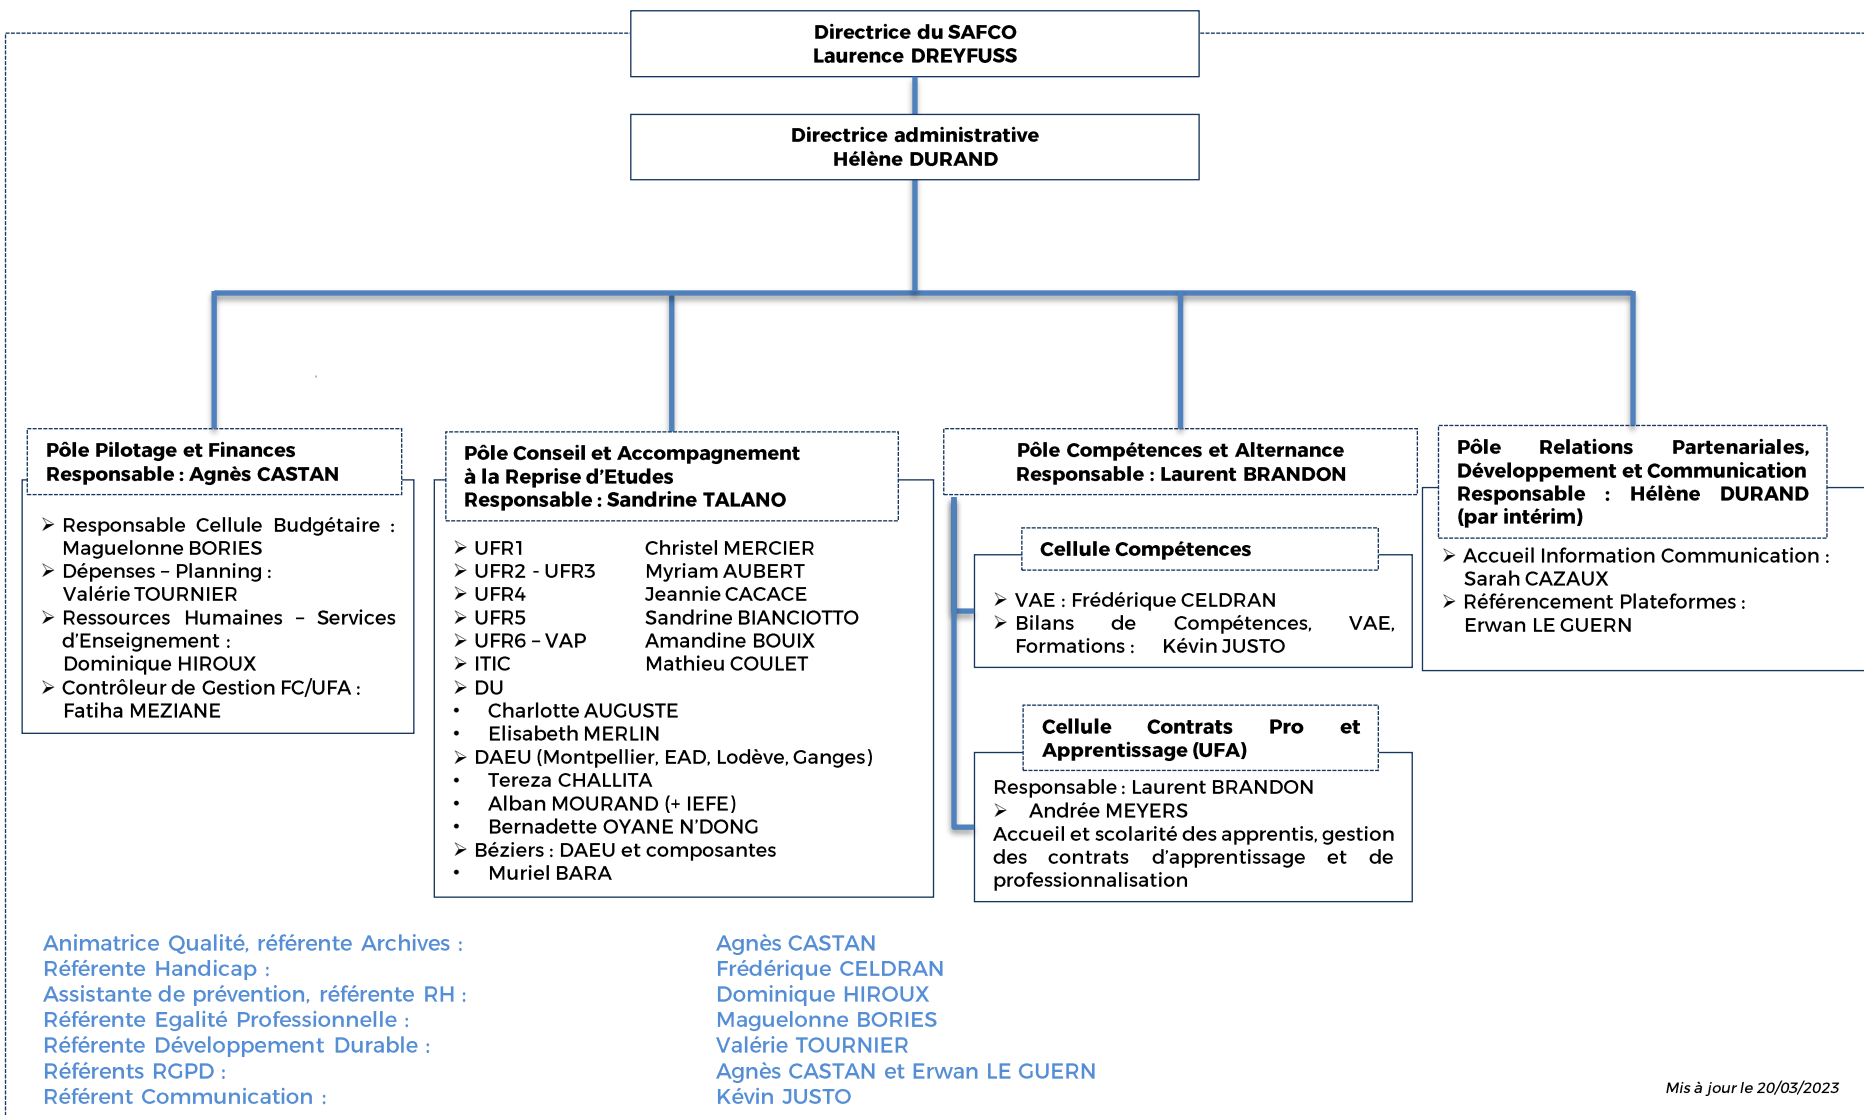 Directrice du SAFCO
Laurence DREYFUSS
Directrice administrative
Hélène DURAND
Pôle Pilotage et Finances
Responsable : Agnès CASTAN
➢ Responsable Cellule Budgétaire :
Maguelonne BORIES
➢ Dépenses – Planning :
Valérie TOURNIER
➢ Ressources Humaines – Services
d’Enseignement :
Dominique HIROUX
➢ Contrôleur de Gestion FC/UFA :
Fatiha MEZIANE
Pôle Conseil et Accompagnement
à la Reprise d’Etudes
Responsable : Sandrine TALANO
➢ UFR1 Christel MERCIER
➢ UFR2 - UFR3 Myriam AUBERT
➢ UFR4 Jeannie CACACE
➢ UFR5 Sandrine BIANCIOTTO
➢ UFR6 – VAP Amandine BOUIX
➢ ITIC Mathieu COULET
➢ DU
• Charlotte AUGUSTE
• Elisabeth MERLIN
➢ DAEU (Montpellier, EAD, Lodève, Ganges)
• Tereza CHALLITA
• Alban MOURAND (+ IEFE)
• Bernadette OYANE N’DONG
➢ Béziers : DAEU et composantes
• Muriel BARA
Pôle Compétences et Alternance
Responsable : Laurent BRANDON
Cellule Compétences
➢ VAE : Frédérique CELDRAN
➢ Bilans de Compétences, VAE,
Formations : Kévin JUSTO
Cellule Contrats Pro et
Apprentissage (UFA)
Responsable : Laurent BRANDON
➢ Andrée MEYERS
Accueil et scolarité des apprentis, gestion
des contrats d’apprentissage et de
professionnalisation
Pôle Relations Partenariales,
Développement et Communication
Responsable : Hélène DURAND
(par intérim)
➢ Accueil Information Communication :
Sarah CAZAUX
➢ Référencement Plateformes :
Erwan LE GUERN
Animatrice Qualité, référente Archives : Agnès CASTAN
Référente Handicap : Frédérique CELDRAN
Assistante de prévention, référente RH : Dominique HIROUX
Référente Egalité Professionnelle : Maguelonne BORIES
Référente Développement Durable : Valérie TOURNIER
Référents RGPD : Agnès CASTAN et Erwan LE GUERN
Référent Communication : Kévin JUSTO
Mis à jour le 20/03/2023